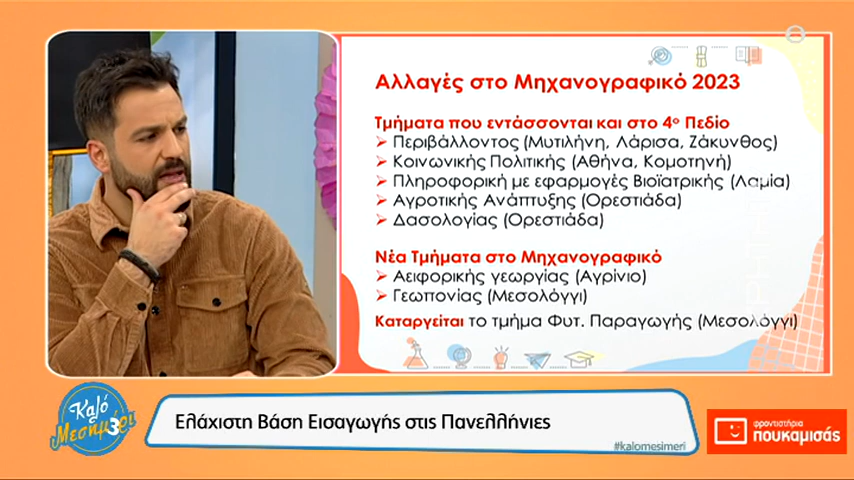 Αλλαγές στο Μηχανογραφικό 2023
Τμήματα που εντάσσονται και στο 4ο Πεδίο
Περιβάλλοντος (Μυτιλήνη, Λάρισα, Ζάκυνθος)
Κοινωνικής Πολιτικής (Αθήνα, Κομοτηνή)
Πληροφορική με εφαρμογές Βιοϊατρικής (Λαμία)
Αγροτικής Ανάπτυξης (Ορεστιάδα)
Δασολογίας (Ορεστιάδα)
Νέα Τμήματα στο Μηχανογραφικό
Αειφορικής γεωργίας (Αγρίνιο)
Γεωπονίας (Μεσολόγγι)
Καταργείται το τμήμα Φυτ. Παραγωγής (Μεσολόγγι)
Καλό
Μεσημ3ρι
Ελάχιστη Βάση Εισαγωγής στις Πανελλήνιες
#kalomesimeri
φροντιστήρια
πουκαμισάς